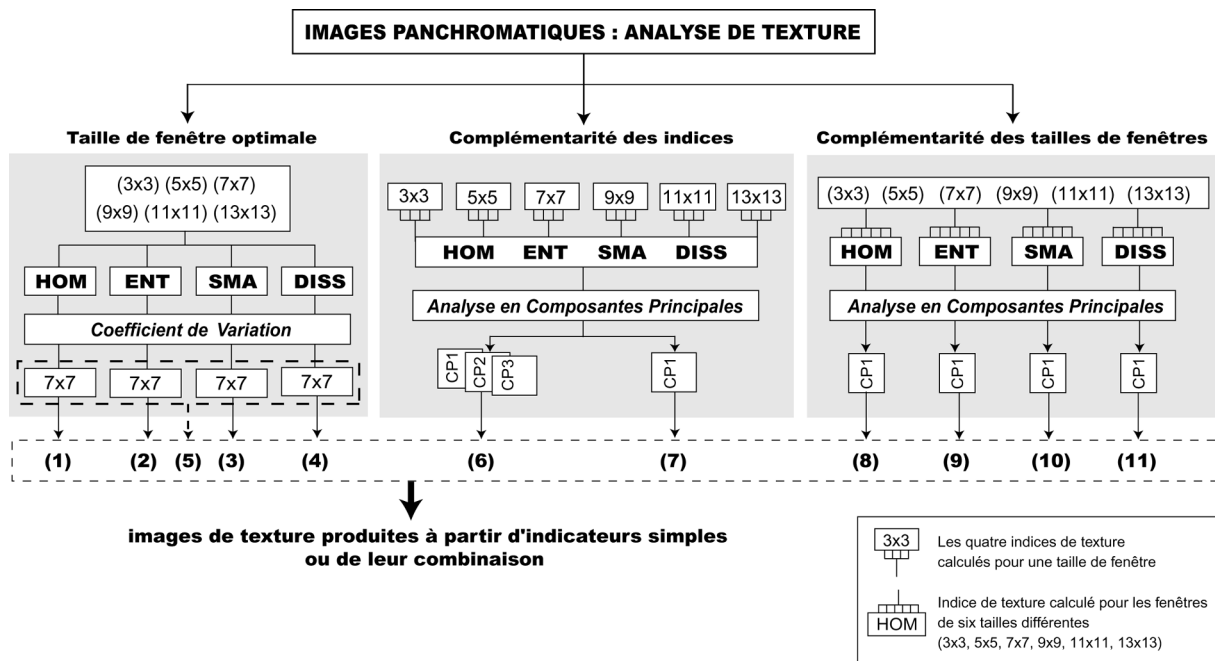 IMAGES PANCHROMATIQUES : ANALYSE DE TEXTURE
Taille de fenêtre optimale
(3x3) (5x5) (7x7)
(9x9) (11x11) (13x13)
HOM ENT SMA DISS
Coefficient de Variation
7x7 7x7 7x7 7x7
Complémentarité des indices
3x3 5x5 7x7 9x9 11x11 13x13
HOM ENT SMA DISS
Analyse en Composantes Principales
CP1 CP2 CP3 CP1
Complémentarité des tailles de fenêtres
(3x3) (5x5) (7x7) (9x9) (11x11) (13x13)
HOM ENT SMA DISS
Analyse en Composantes Principales
CP1 CP1 CP1 CP1
(1) (2) (5) (3) (4) (6) (7) (8) (9) (10) (11)
images de texture produites à partir d'indicateurs simples
ou de leur combinaison
3x3
Les quatre indices de texture
calculés pour une taille de fenêtre
HOM
Indice de texture calculé pour les fenêtres
de six tailles différentes
(3x3, 5x5, 7x7, 9x9, 11x11, 13x13)